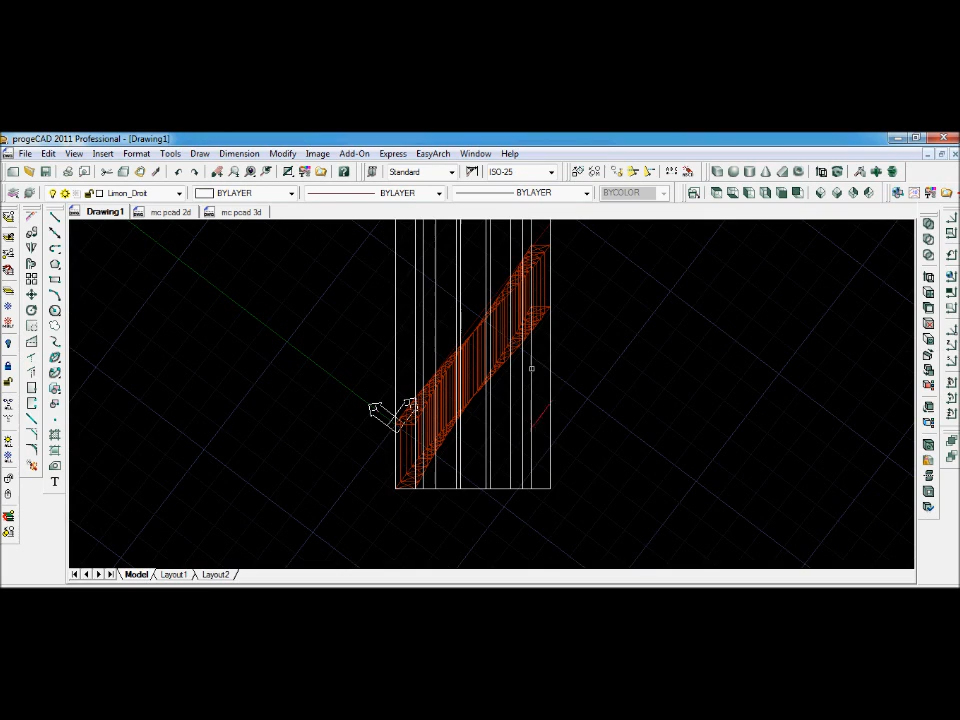 progeCAD 2011 Professional - [Drawing1]
File Edit View Insert Format Tools Draw Dimension Modify Image Add-On Express EasyArch Window Help
Standard ISO-25
Limon_Droit BYLAYER BYLAYER BYLAYER BYCOLOR
Drawing1 mc pcad 2d mc pcad 3d
T
Model Layout1 Layout2